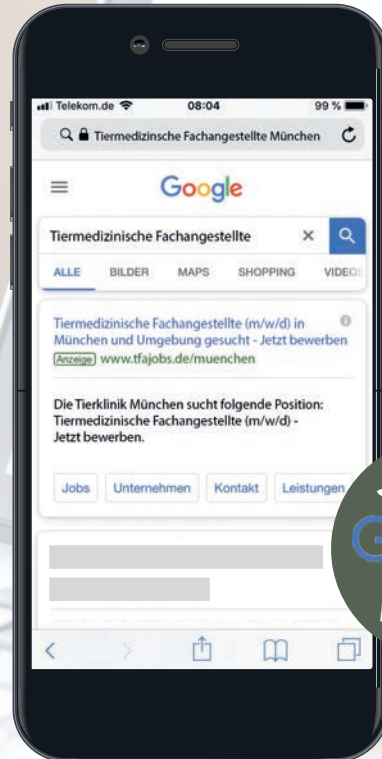 Telekom.de 08:04 99 %
Tiermedizinsche Fachangestellte München
Google
Tiermedizinische Fachangestellte
ALLE BILDER MAPS SHOPPING VIDEOS
Tiermedizinische Fachangestellte (m/w/d) in
München und Umgebung gesucht - Jetzt bewerben
Anzeige www.tfajobs.de/muenchen
Die Tierklinik München sucht folgende Position:
Tiermedizinische Fachangestellte (m/w/d) -
Jetzt bewerben.
Jobs Unternehmen Kontakt Leistungen